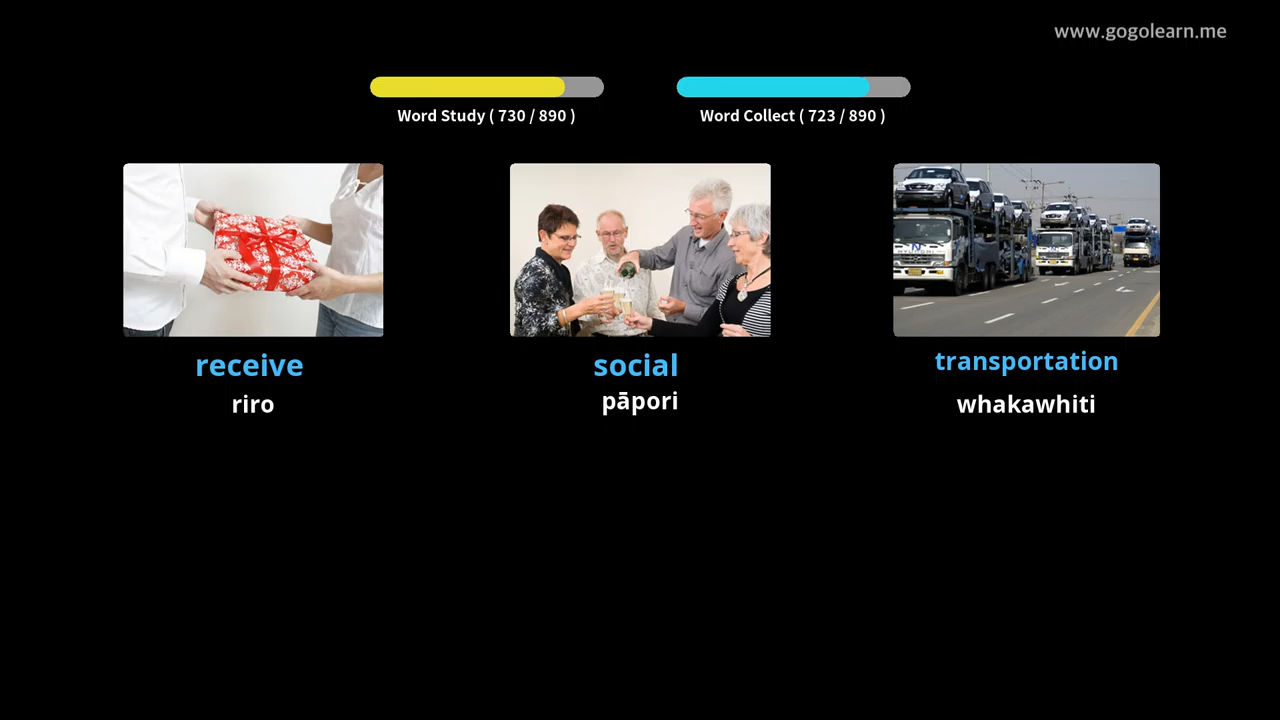 www.gogolearn.me
Word Study ( 730 / 890 )
Word Collect ( 723 / 890 )
receive
riro
social
pāpori
transportation
whakawhiti